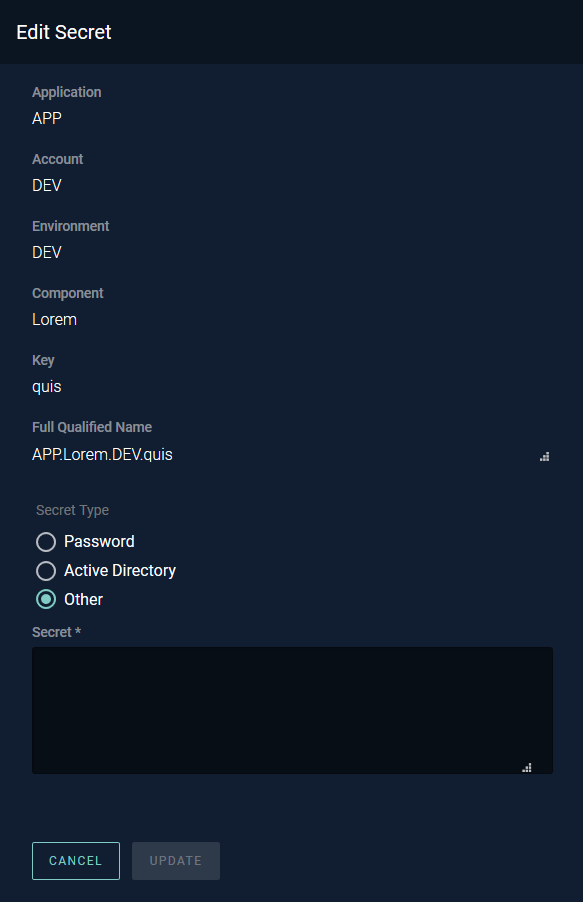 Edit Secret
Application
APP
Account
DEV
Environment
DEV
Component
Lorem
Key
quis
Full Qualified Name
APP.Lorem.DEV.quis
Secret Type
Password
Active Directory
Other
Secret *
CANCEL UPDATE